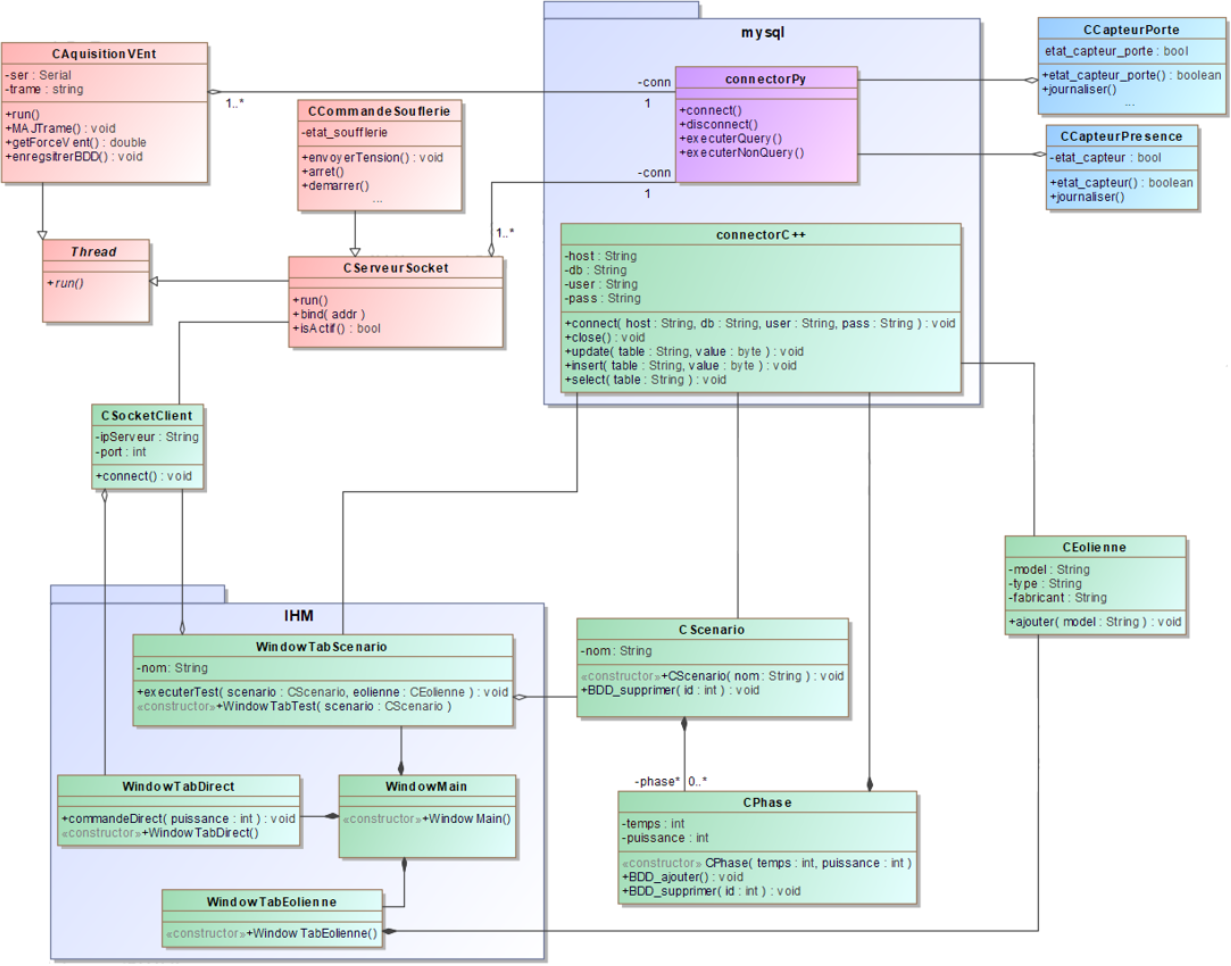 mysql
CAquisitionVEnt
-ser : Serial
-trame : string
+run()
+MAJTrame() : void
+getForceVent() : double
+enregsitrerBDD() : void
1..*
-conn
1
connectorPy
+connect()
+disconnect()
+executerQuery()
+executerNonQuery()
CCapteurPorte
etat_capteur_porte : bool
+etat_capteur_porte() : boolean
+journaliser()
...
CCommandeSouflerie
-etat_soufflerie
+envoyerTension() : void
+arret()
+demarrer()
...
CCapteurPresence
-etat_capteur : bool
+etat_capteur() : boolean
+journaliser()
-conn
1
1..*
Thread
+run()
CServeurSocket
+run()
+bind( addr )
+isActif() : bool
connectorC++
-host : String
-db : String
-user : String
-pass : String
+connect( host : String, db : String, user : String, pass : String ) : void
+close() : void
+update( table : String, value : byte ) : void
+insert( table : String, value : byte ) : void
+select( table : String ) : void
CSocketClient
-ipServeur : String
-port : int
+connect() : void
CEolienne
-model : String
-type : String
-fabricant : String
+ajouter( model : String ) : void
IHM
WindowTabScenario
-nom : String
+executerTest( scenario : CScenario, eolienne : CEolienne ) : void
«constructor»+WindowTabTest( scenario : CScenario )
CScenario
-nom : String
«constructor»+CScenario( nom : String ) : void
+BDD_supprimer( id : int ) : void
-phase*
0..*
WindowTabDirect
+commandeDirect( puissance : int ) : void
«constructor»+WindowTabDirect()
WindowMain
«constructor»+WindowMain()
CPhase
-temps : int
-puissance : int
«constructor» CPhase( temps : int, puissance : int )
+BDD_ajouter() : void
+BDD_supprimer( id : int ) : void
WindowTabEolienne
«constructor»+WindowTabEolienne()